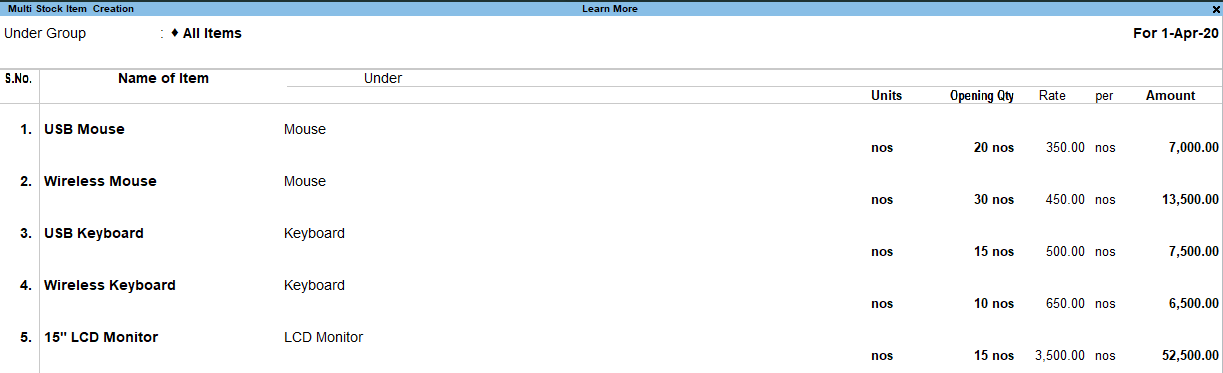 Multi Stock Item Creation Learn More ×
Under Group : ♦ All Items For 1-Apr-20
S.No. Name of Item Under
Units Opening Qty Rate per Amount
1. USB Mouse Mouse
nos 20 nos 350.00 nos 7,000.00
2. Wireless Mouse Mouse
nos 30 nos 450.00 nos 13,500.00
3. USB Keyboard Keyboard
nos 15 nos 500.00 nos 7,500.00
4. Wireless Keyboard Keyboard
nos 10 nos 650.00 nos 6,500.00
5. 15" LCD Monitor LCD Monitor
nos 15 nos 3,500.00 nos 52,500.00